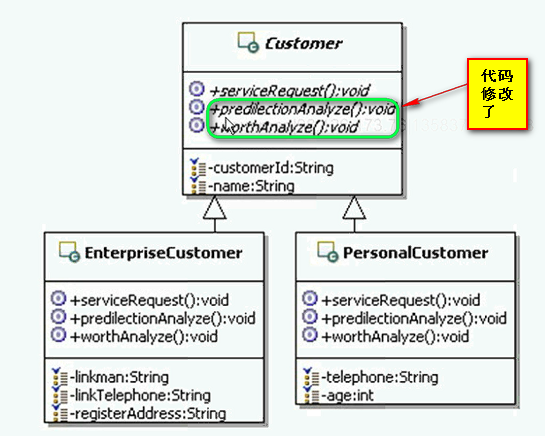 Customer
+serviceRequest():void
+predilectionAnalyze():void
+worthAnalyze():void
代码
修改
了
-customerId:String
-name:String
EnterpriseCustomer
+serviceRequest():void
+predilectionAnalyze():void
+worthAnalyze():void
-linkman:String
-linkTelephone:String
-registerAddress:String
PersonalCustomer
+serviceRequest():void
+predilectionAnalyze():void
+worthAnalyze():void
-telephone:String
-age:int